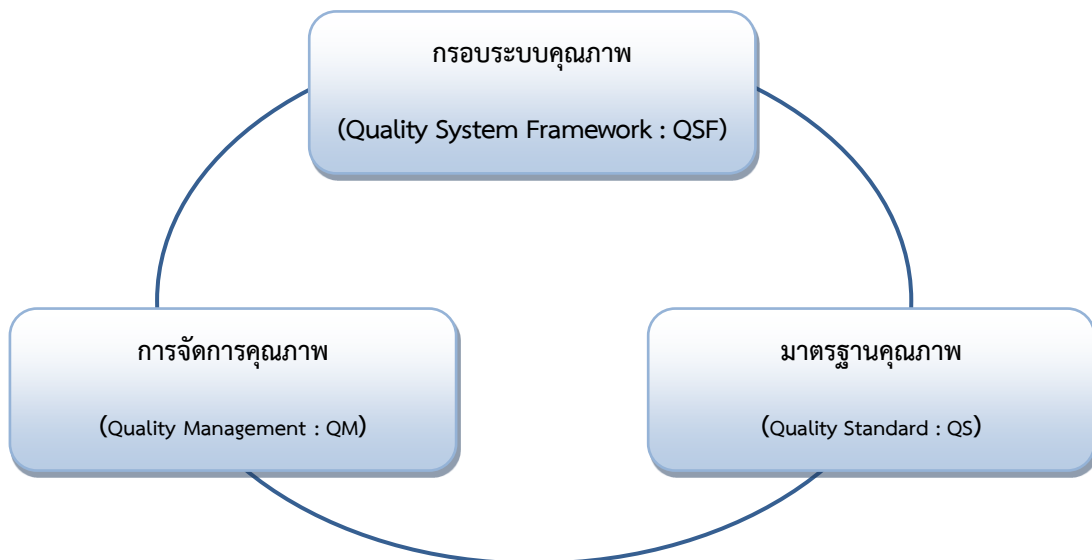 กรอบระบบคุณภาพ
(Quality System Framework : QSF)
การจัดการคุณภาพ
(Quality Management : QM)
มาตรฐานคุณภาพ
(Quality Standard : QS)